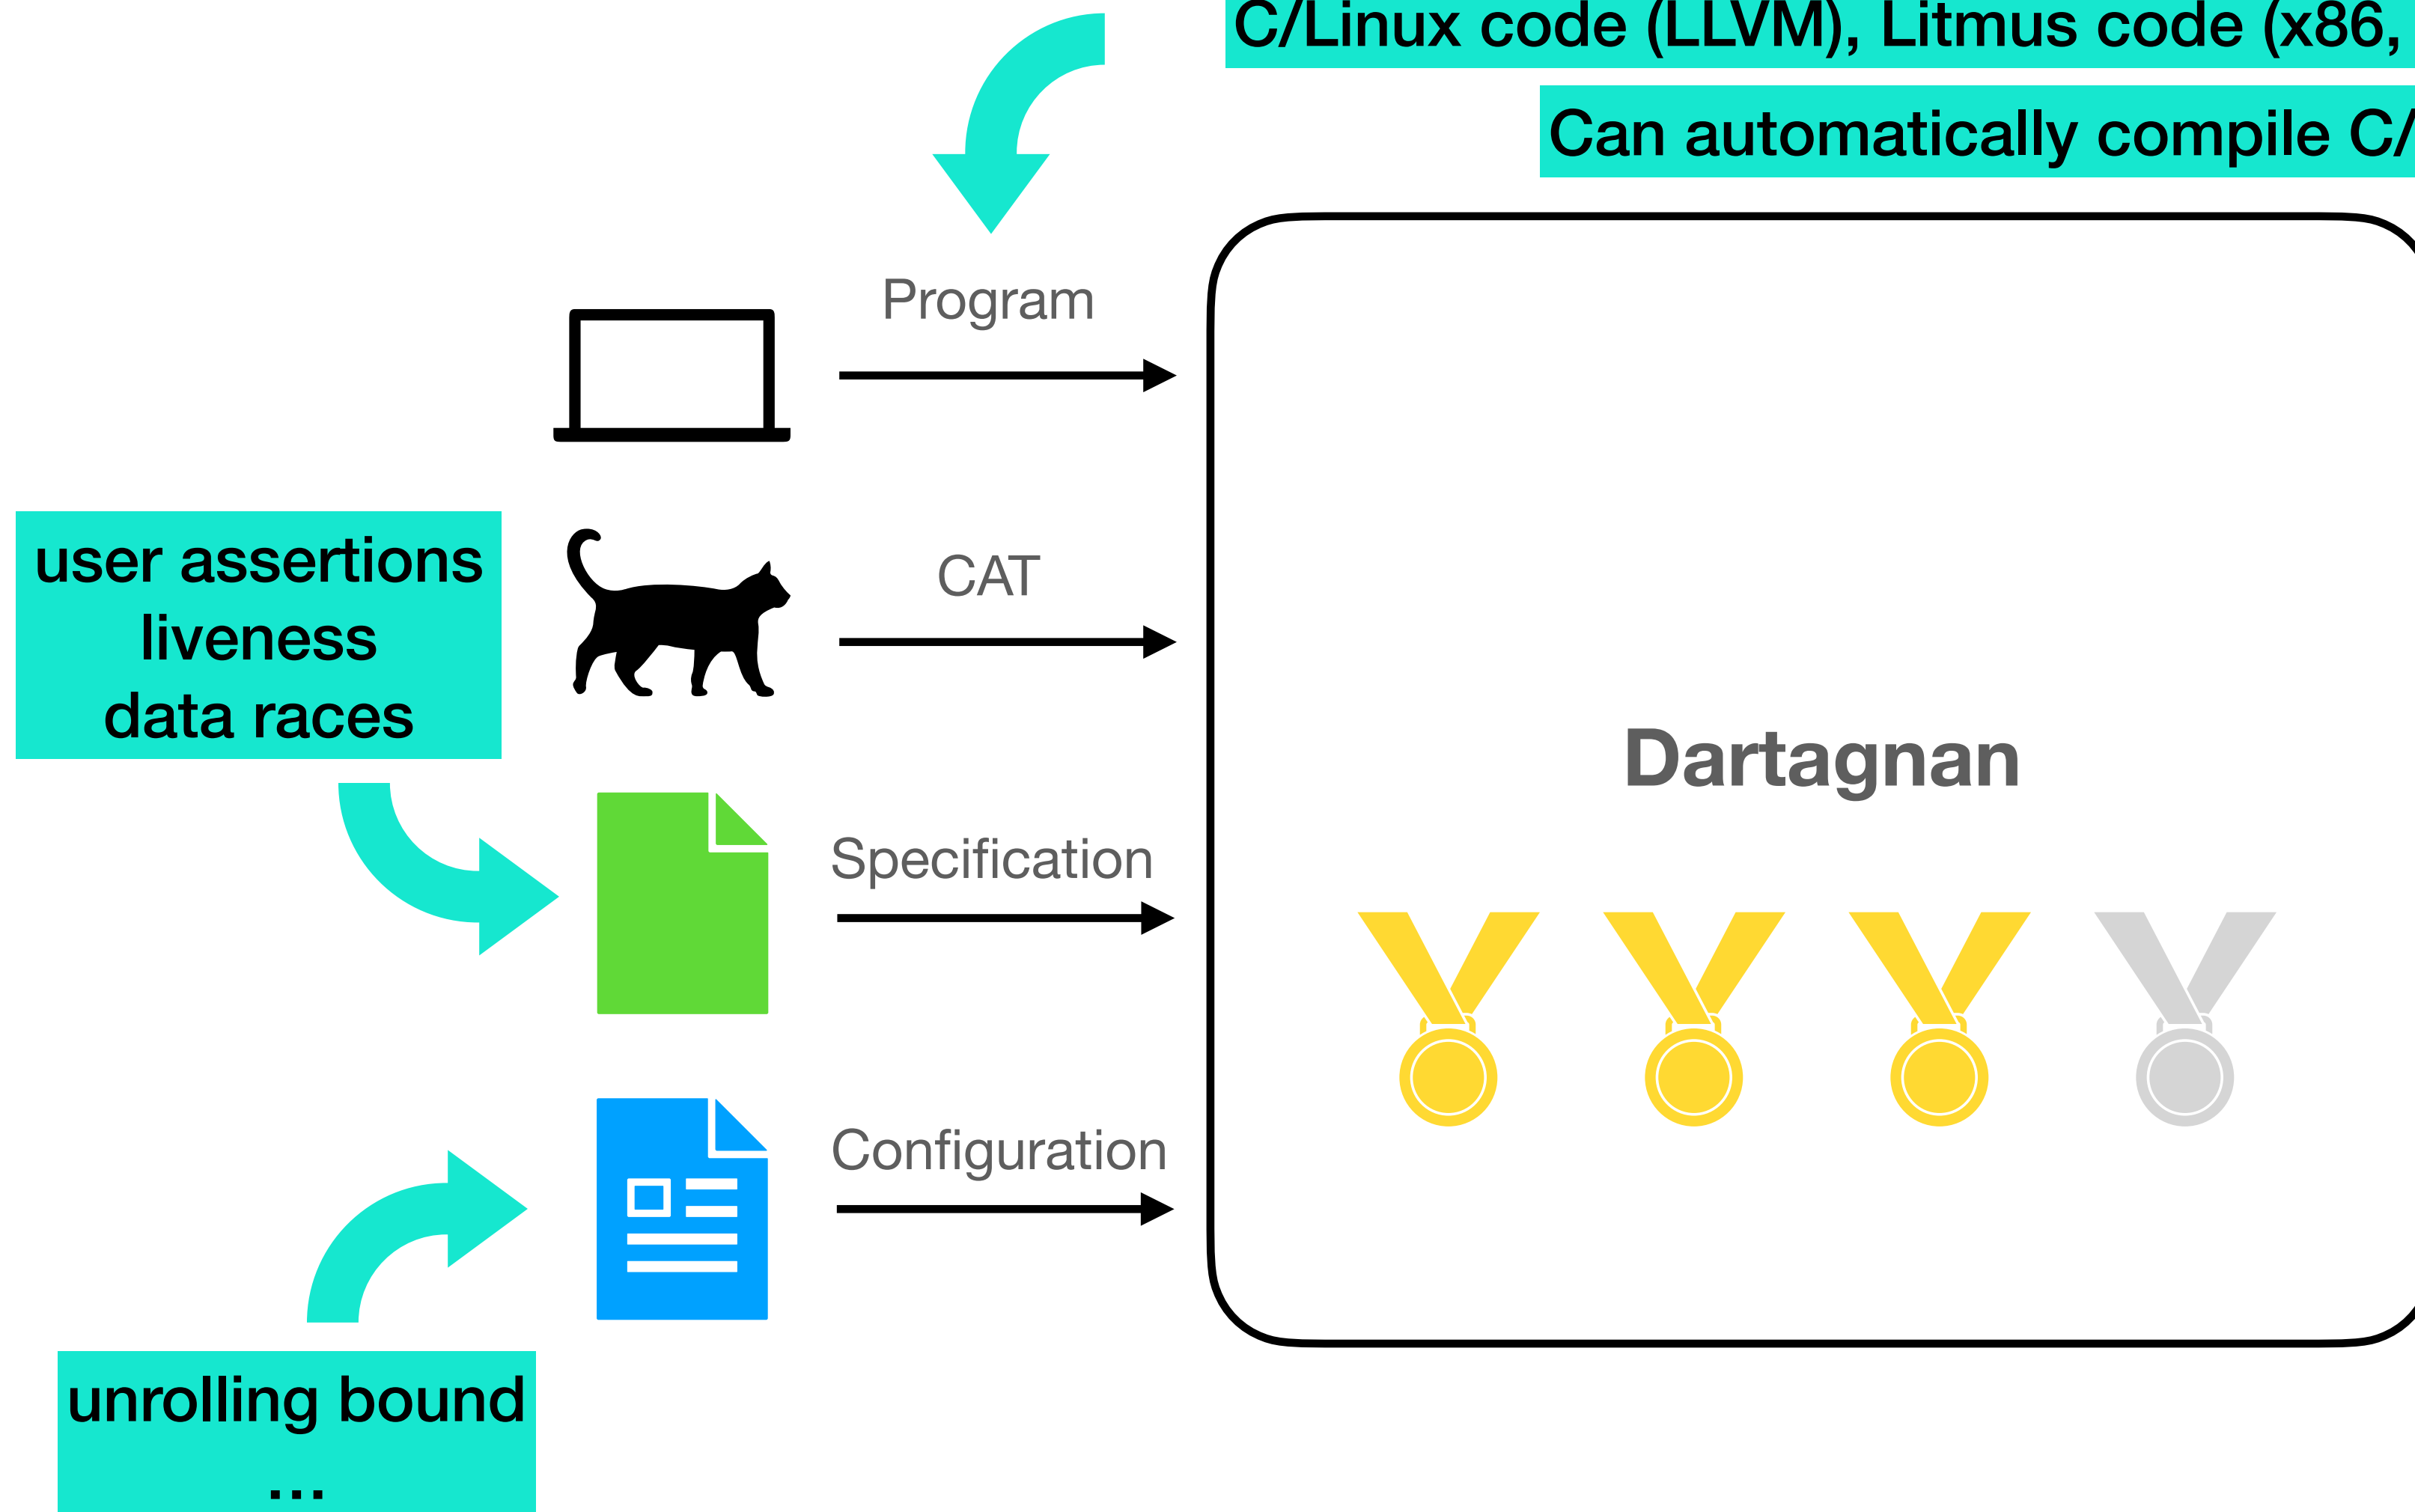 C/Linux code (LLVM), Litmus code (x86,
Can automatically compile C/
Program
CAT
user assertions
liveness
data races
Specification
Dartagnan
Configuration
unrolling bound
...